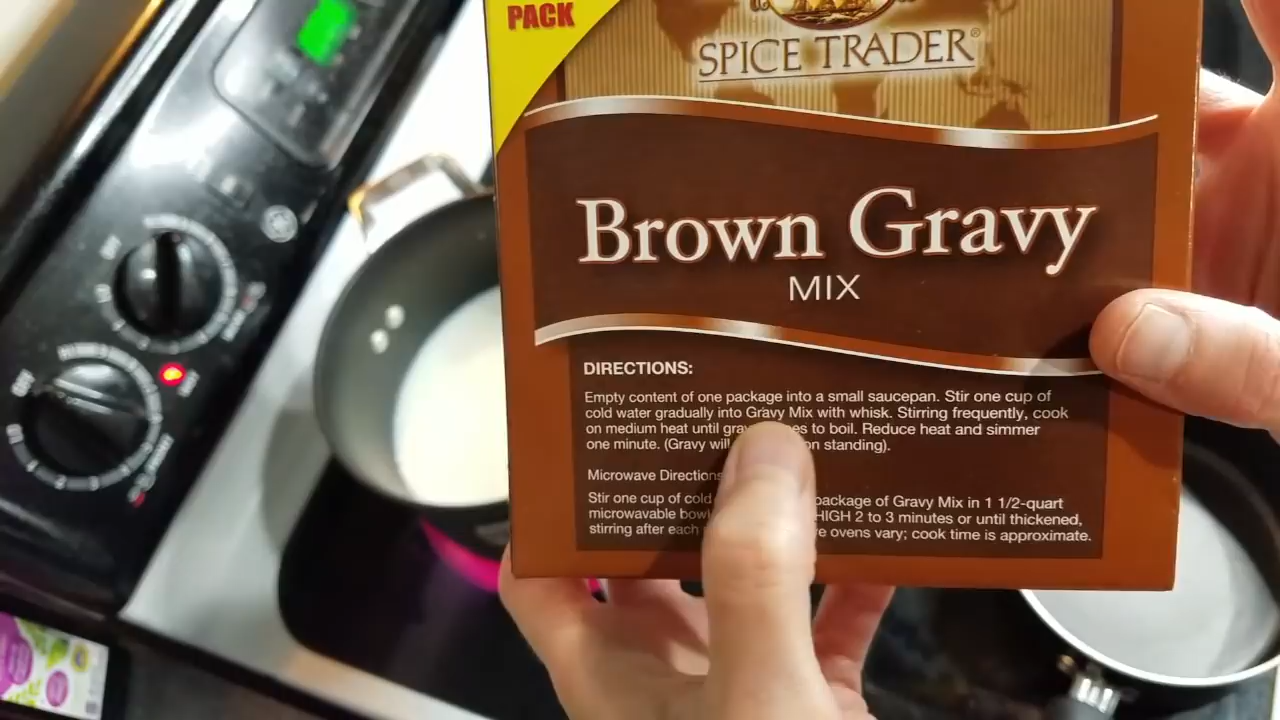 PACK
SPICE TRADER®
Brown Gravy
MIX
DIRECTIONS:
Empty content of one package into a small saucepan. Stir one cup of
cold water gradually into Gravy Mix with whisk. Stirring frequently, cook
on medium heat until to boil. Reduce heat and simmer
one minute. (Gravy will on standing).
Microwave Directions
Stir one cup of cold package of Gravy Mix in 1 1/2-quart
microwavable bowl HIGH 2 to 3 minutes or until thickened,
stirring after each ovens vary; cook time is approximate.